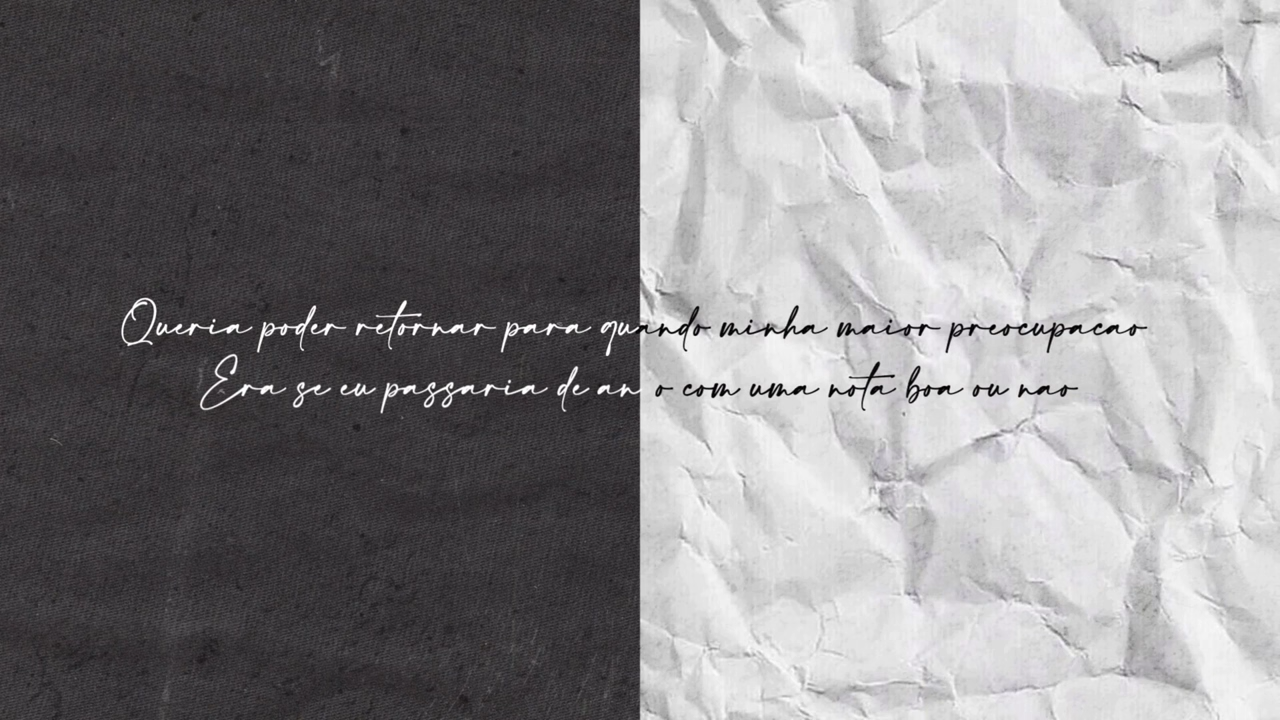 Queria poder retornar para quando minha maior preocupacao
Era se eu passaria de an o com uma nota boa ou nao